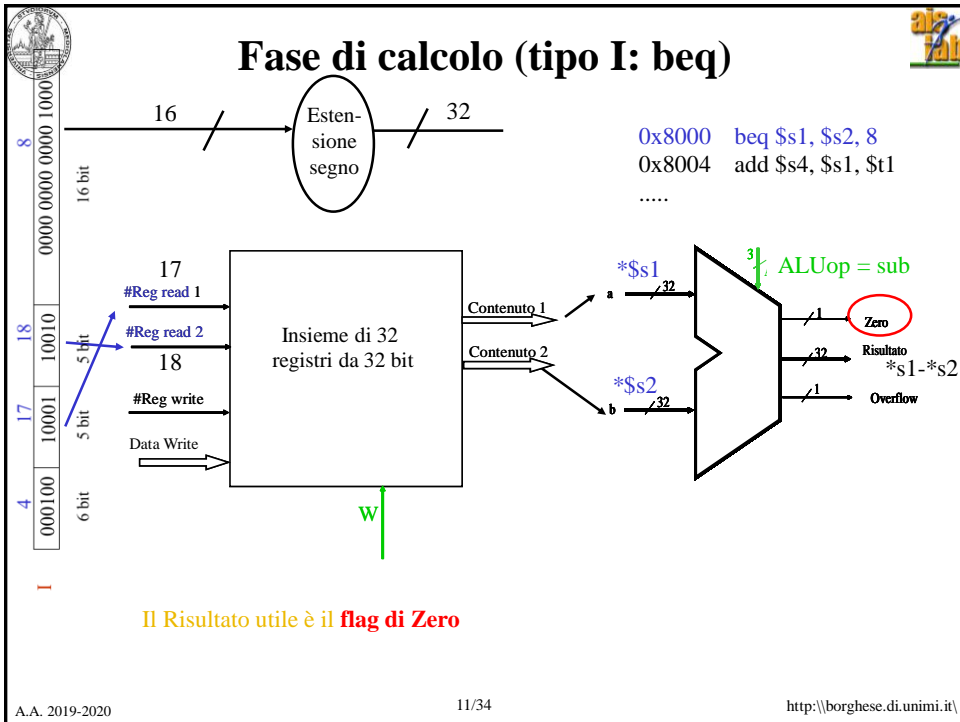 Fase di calcolo (tipo I: beq)
I
4 17 18 8
000100 10001 10010 0000 0000 0000 1000
6 bit 5 bit 5 bit 16 bit
16
Esten-
sione
segno
32
0x8000 beq $s1, $s2, 8
0x8004 add $s4, $s1, $t1
.....
17
#Reg read 1
#Reg read 2
18
#Reg write
Data Write
Insieme di 32
registri da 32 bit
W
Contenuto 1
Contenuto 2
*$s1
a 32
*$s2
b 32
3 ALUop = sub
1 Zero
32 Risultato
*s1-*s2
1 Overflow
Il Risultato utile è il flag di Zero
A.A. 2019-2020
11/34
http:\\borghese.di.unimi.it\